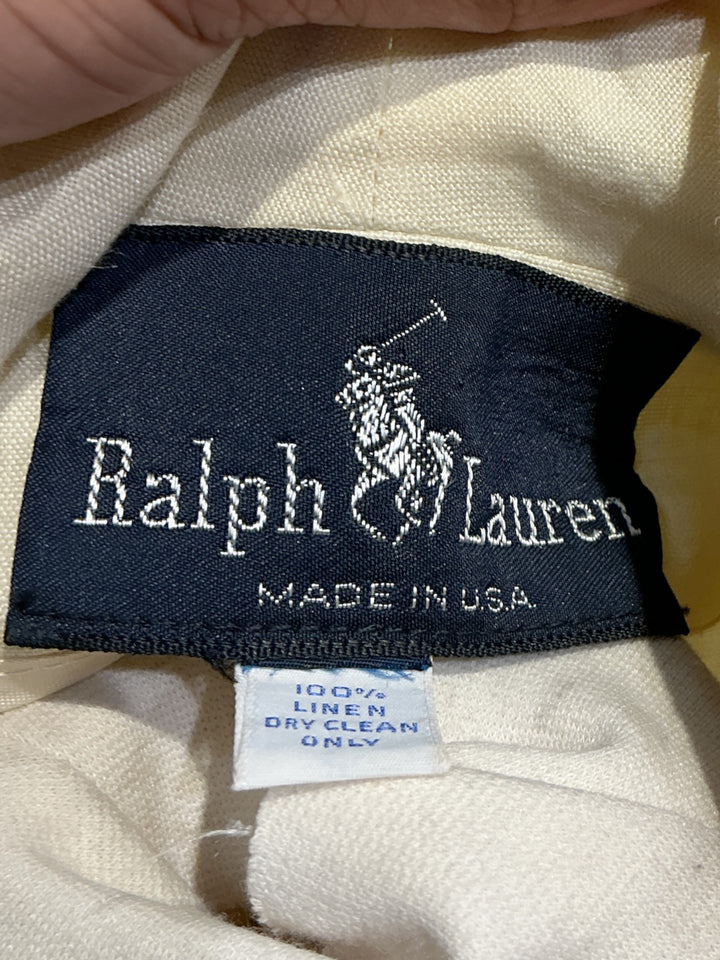 Ralph Lauren
MADE IN U.S.A.
100%
LINEN
DRY CLEAN
ONLY